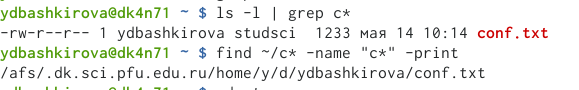 ydbashkirova@dk4n71 ~ $ ls -l | grep c*
-rw-r--r-- 1 ydbashkirova studsci  1233 мая 14 10:14 conf.txt
ydbashkirova@dk4n71 ~ $ find ~/c* -name "c*" -print
/afs/.dk.sci.pfu.edu.ru/home/y/d/ydbashkirova/conf.txt